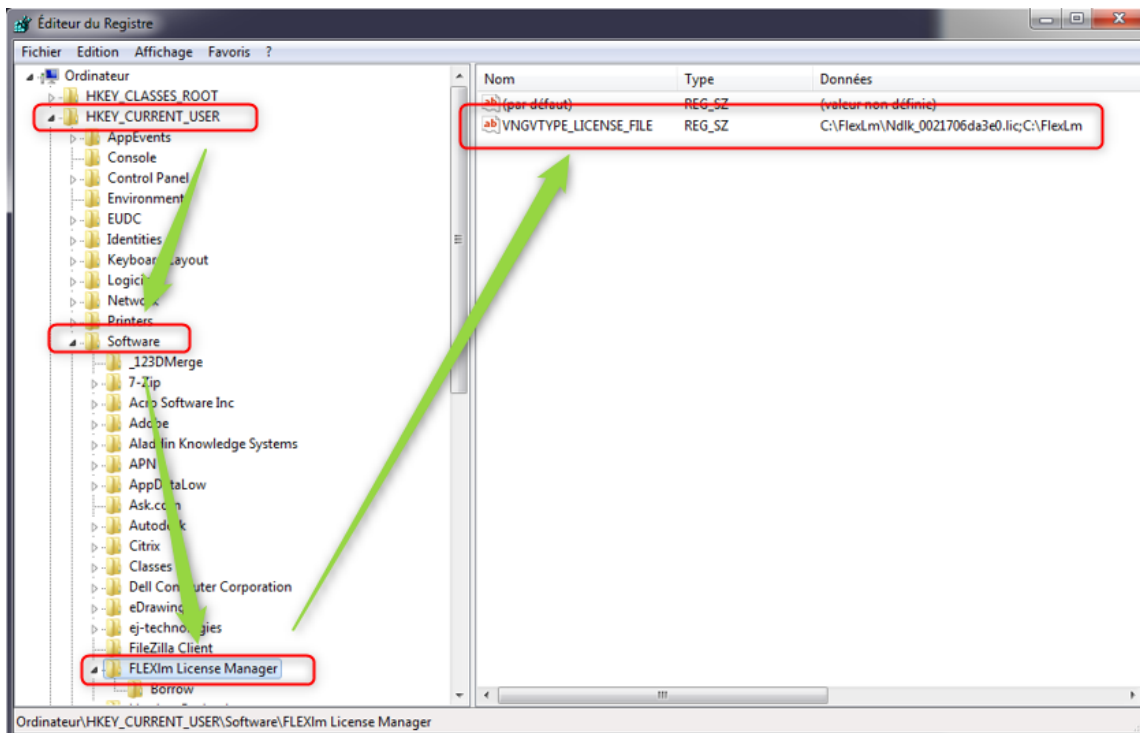 Éditeur du Registre
Fichier Edition Affichage Favoris ?
Ordinateur
HKEY_CLASSES_ROOT
HKEY_CURRENT_USER
AppEvents
Console
Control Panel
Environment
EUDC
Identities
Keyboard Layout
Network
Printers
Software
_123DMerge
7-Zip
Acro Software Inc
Adobe
Aladdin Knowledge Systems
APN
AppDataLow
Ask.com
Autodesk
Citrix
Classes
Dell Computer Corporation
ej-technologies
FileZilla Client
FLEXlm License Manager
Borrow
Nom Type Données
(par défaut) REG_SZ (valeur non définie)
VNGVTYPE_LICENSE_FILE REG_SZ C:\FlexLm\Ndlk_0021706da3e0.lic;C:\FlexLm
Ordinateur\HKEY_CURRENT_USER\Software\FLEXlm License Manager